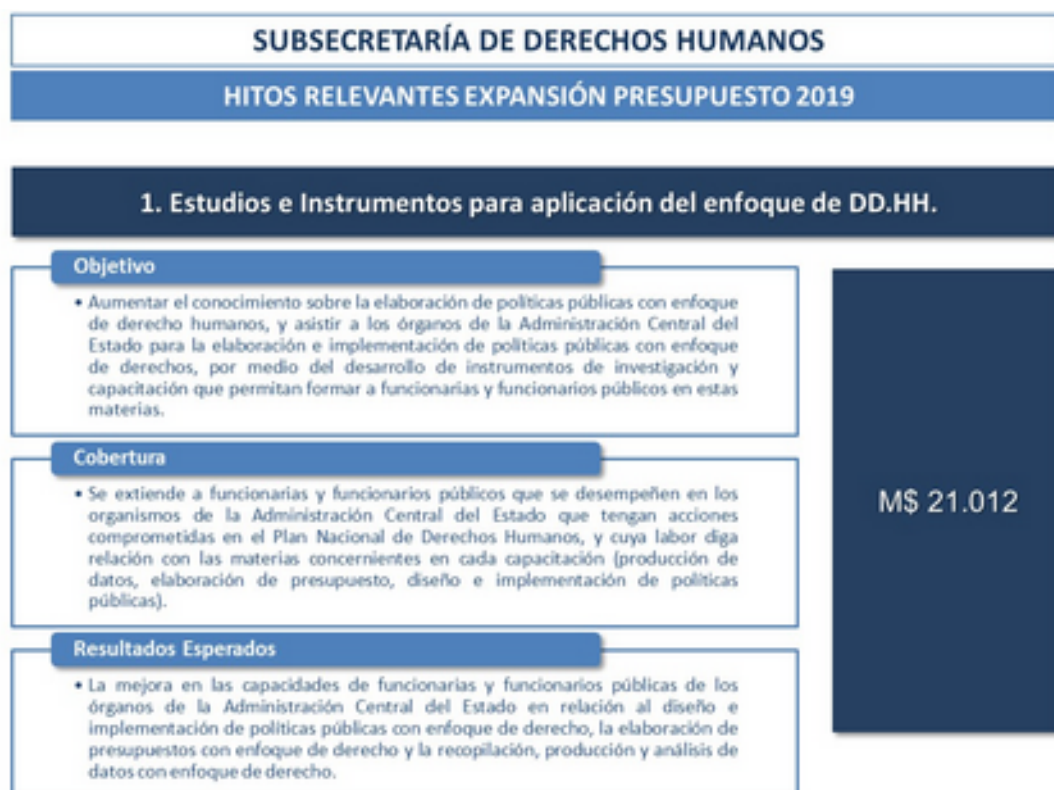 SUBSECRETARÍA DE DERECHOS HUMANOS
HITOS RELEVANTES EXPANSIÓN PRESUPUESTO 2019
1. Estudios e Instrumentos para aplicación del enfoque de DD.HH.
Objetivo
• Aumentar el conocimiento sobre la elaboración de políticas públicas con enfoque
de derecho humanos, y asistir a los órganos de la Administración Central del
Estado para la elaboración e implementación de políticas públicas con enfoque
de derechos, por medio del desarrollo de instrumentos de investigación y
capacitación que permitan formar a funcionarias y funcionarios públicos en estas
materias.
Cobertura
• Se extiende a funcionarias y funcionarios públicos que se desempeñen en los
organismos de la Administración Central del Estado que tengan acciones
comprometidas en el Plan Nacional de Derechos Humanos, y cuya labor diga
relación con las materias concernientes en cada capacitación (producción de
datos, elaboración de presupuesto, diseño e implementación de políticas
públicas).
Resultados Esperados
• La mejora en las capacidades de funcionarias y funcionarios públicas de los
órganos de la Administración Central del Estado en relación al diseño e
implementación de políticas públicas con enfoque de derecho, la elaboración de
presupuestos con enfoque de derecho y la recopilación, producción y análisis de
datos con enfoque de derecho.
M$ 21.012